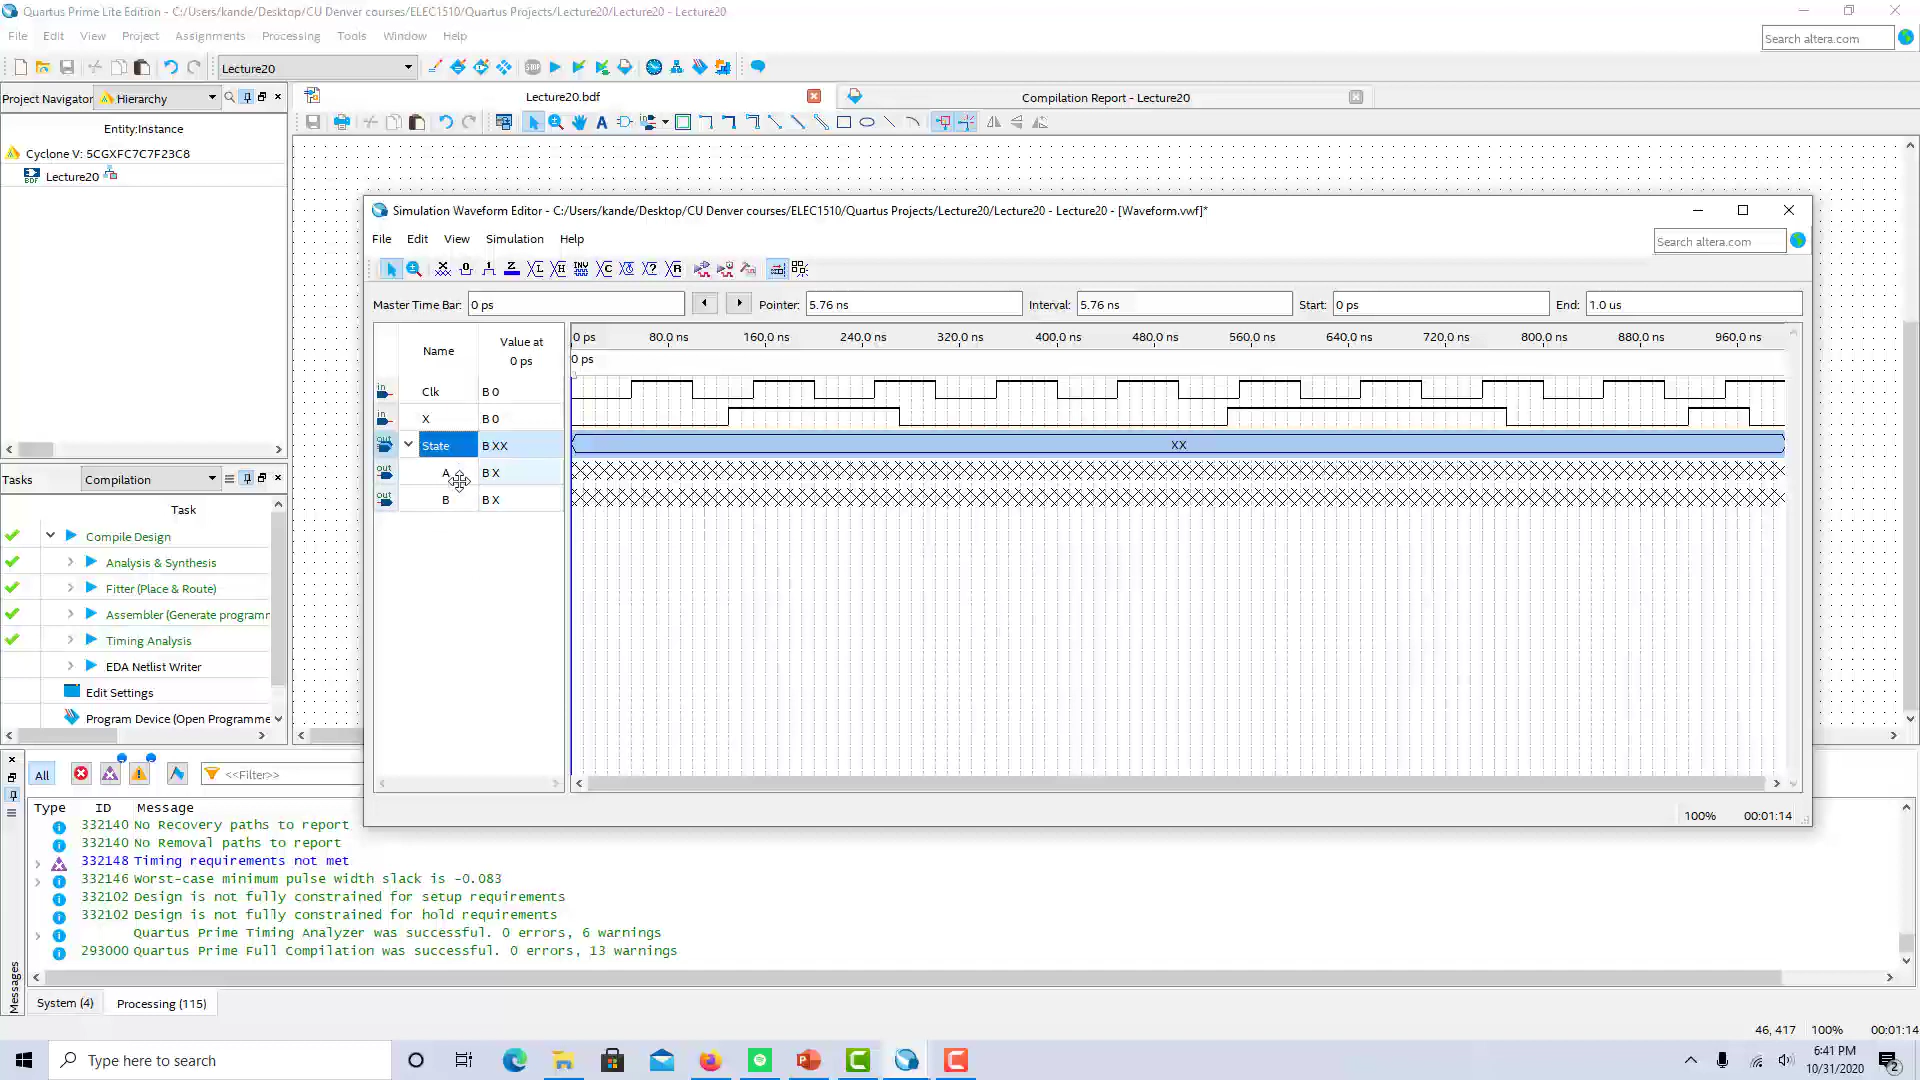 Quartus Prime Lite Edition - C:/Users/kande/Desktop/CU Denver courses/ELEC1510/Quartus Projects/Lecture20/Lecture20 - Lecture20
File Edit View Project Assignments Processing Tools Window Help
Search altera.com
Lecture20
Project Navigator Hierarchy
Lecture20.bdf
Compilation Report - Lecture20
Entity:Instance
Cyclone V: 5CGXFC7C7F23C8
Lecture20
Simulation Waveform Editor - C:/Users/kande/Desktop/CU Denver courses/ELEC1510/Quartus Projects/Lecture20/Lecture20 - Lecture20 - [Waveform.vwf]*
File Edit View Simulation Help
Search altera.com
Master Time Bar: 0 ps Pointer: 5.76 ns Interval: 5.76 ns Start: 0 ps End: 1.0 us
Name Value at 0 ps
0 ps 80.0 ns 160.0 ns 240.0 ns 320.0 ns 400.0 ns 480.0 ns 560.0 ns 640.0 ns 720.0 ns 800.0 ns 880.0 ns 960.0 ns
0 ps
in Clk B 0
in X B 0
out State B XX XX
out A B X
out B B X
100% 00:01:14
Tasks Compilation
Task
Compile Design
Analysis & Synthesis
Fitter (Place & Route)
Assembler (Generate programm
Timing Analysis
EDA Netlist Writer
Edit Settings
Program Device (Open Programme
All <<Filter>>
Type ID Message
332140 No Recovery paths to report
332140 No Removal paths to report
332148 Timing requirements not met
332146 Worst-case minimum pulse width slack is -0.083
332102 Design is not fully constrained for setup requirements
332102 Design is not fully constrained for hold requirements
Quartus Prime Timing Analyzer was successful. 0 errors, 6 warnings
293000 Quartus Prime Full Compilation was successful. 0 errors, 13 warnings
Messages
System (4) Processing (115)
46, 417 100% 00:01:14
Type here to search
6:41 PM
10/31/2020
2